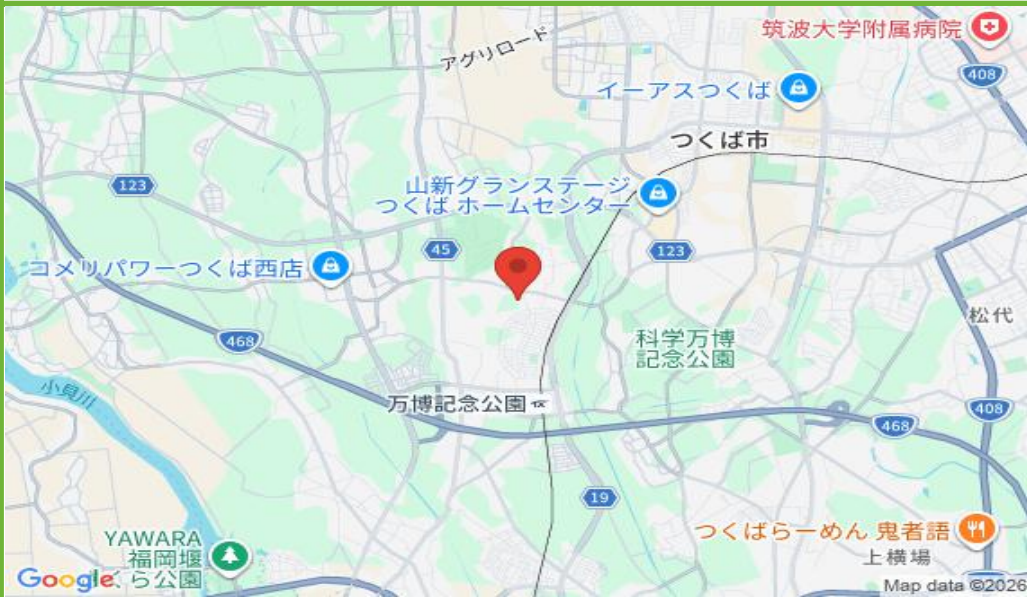 筑波大学附属病院
アグリロード
408
イーアスつくば
つくば市
123
山新グランステージ
つくば ホームセンター
45
123
コメリパワーつくば西店
松代
468
科学万博
記念公園
小貝川
万博記念公園
408
468
19
つくばらーめん 鬼者語
YAWARA
福岡堰
ら公園
上横場
Google
Map data ©2026